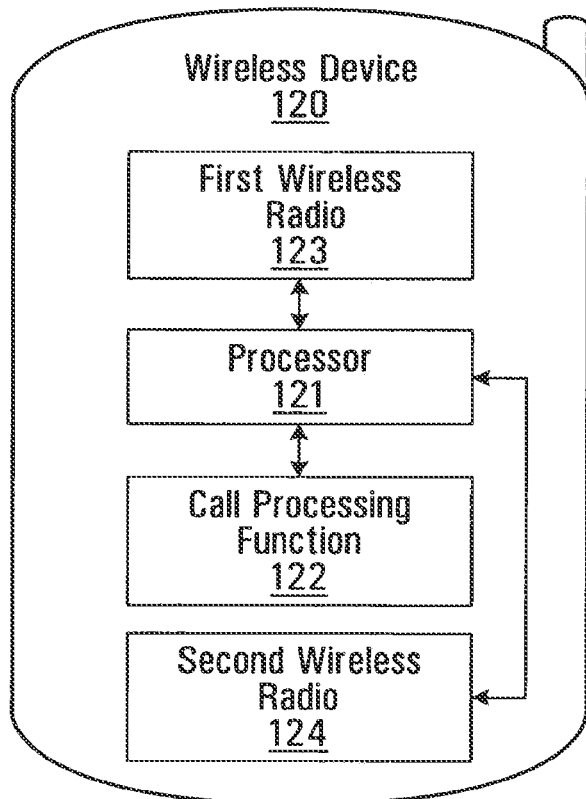 Wireless Device
120
First Wireless
Radio
123
Processor
121
Call Processing
Function
122
Second Wireless
Radio
124